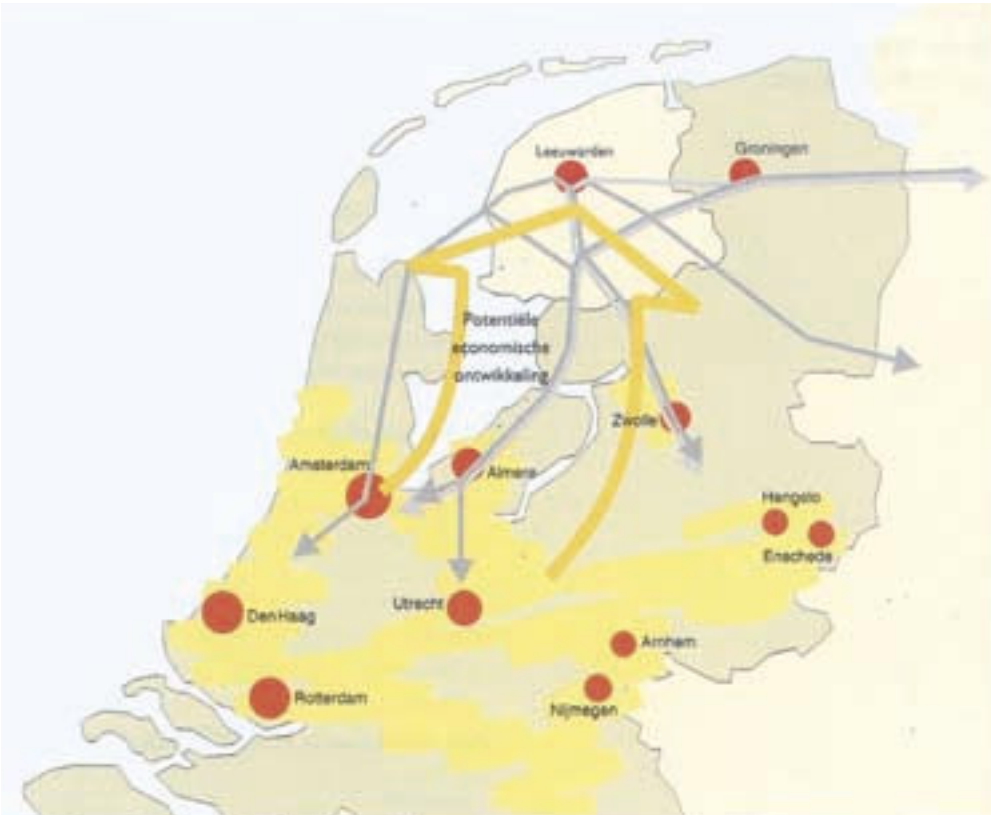 Leeuwarden
Groningen
Potentiële
economische
ontwikkeling
Zwolle
Amsterdam
Almere
Hengelo
Enschede
Utrecht
Den Haag
Arnhem
Rotterdam
Nijmegen